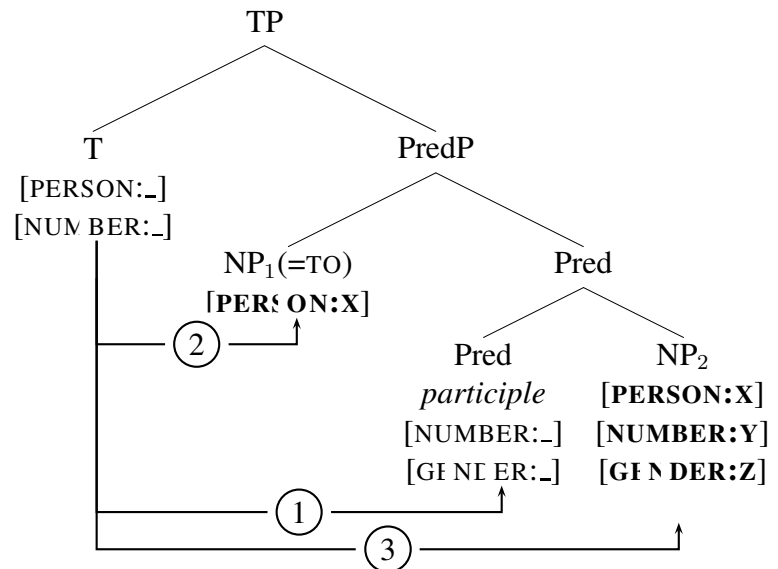 TP
T
PredP
[PERSON:_]
[NUMBER:_]
NP₁(=TO)
Pred
[PERSON:X]
2
Pred
NP₂
participle
[PERSON:X]
[NUMBER:_]
[NUMBER:Y]
[GENDER:_]
[GENDER:Z]
1
3